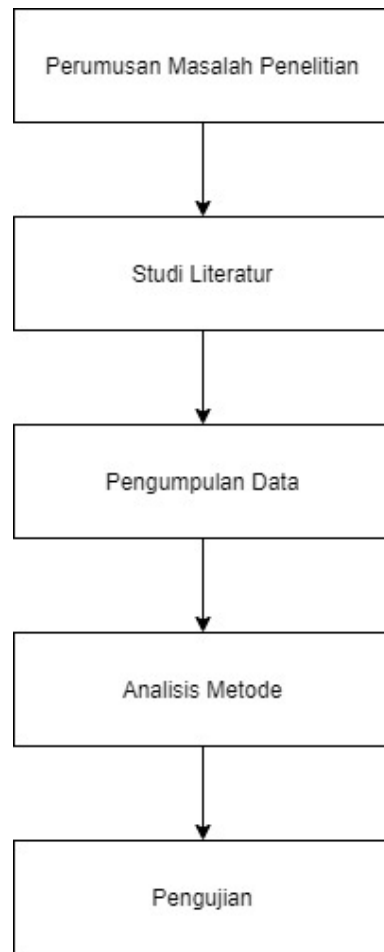 Perumusan Masalah Penelitian
Studi Literatur
Pengumpulan Data
Analisis Metode
Pengujian